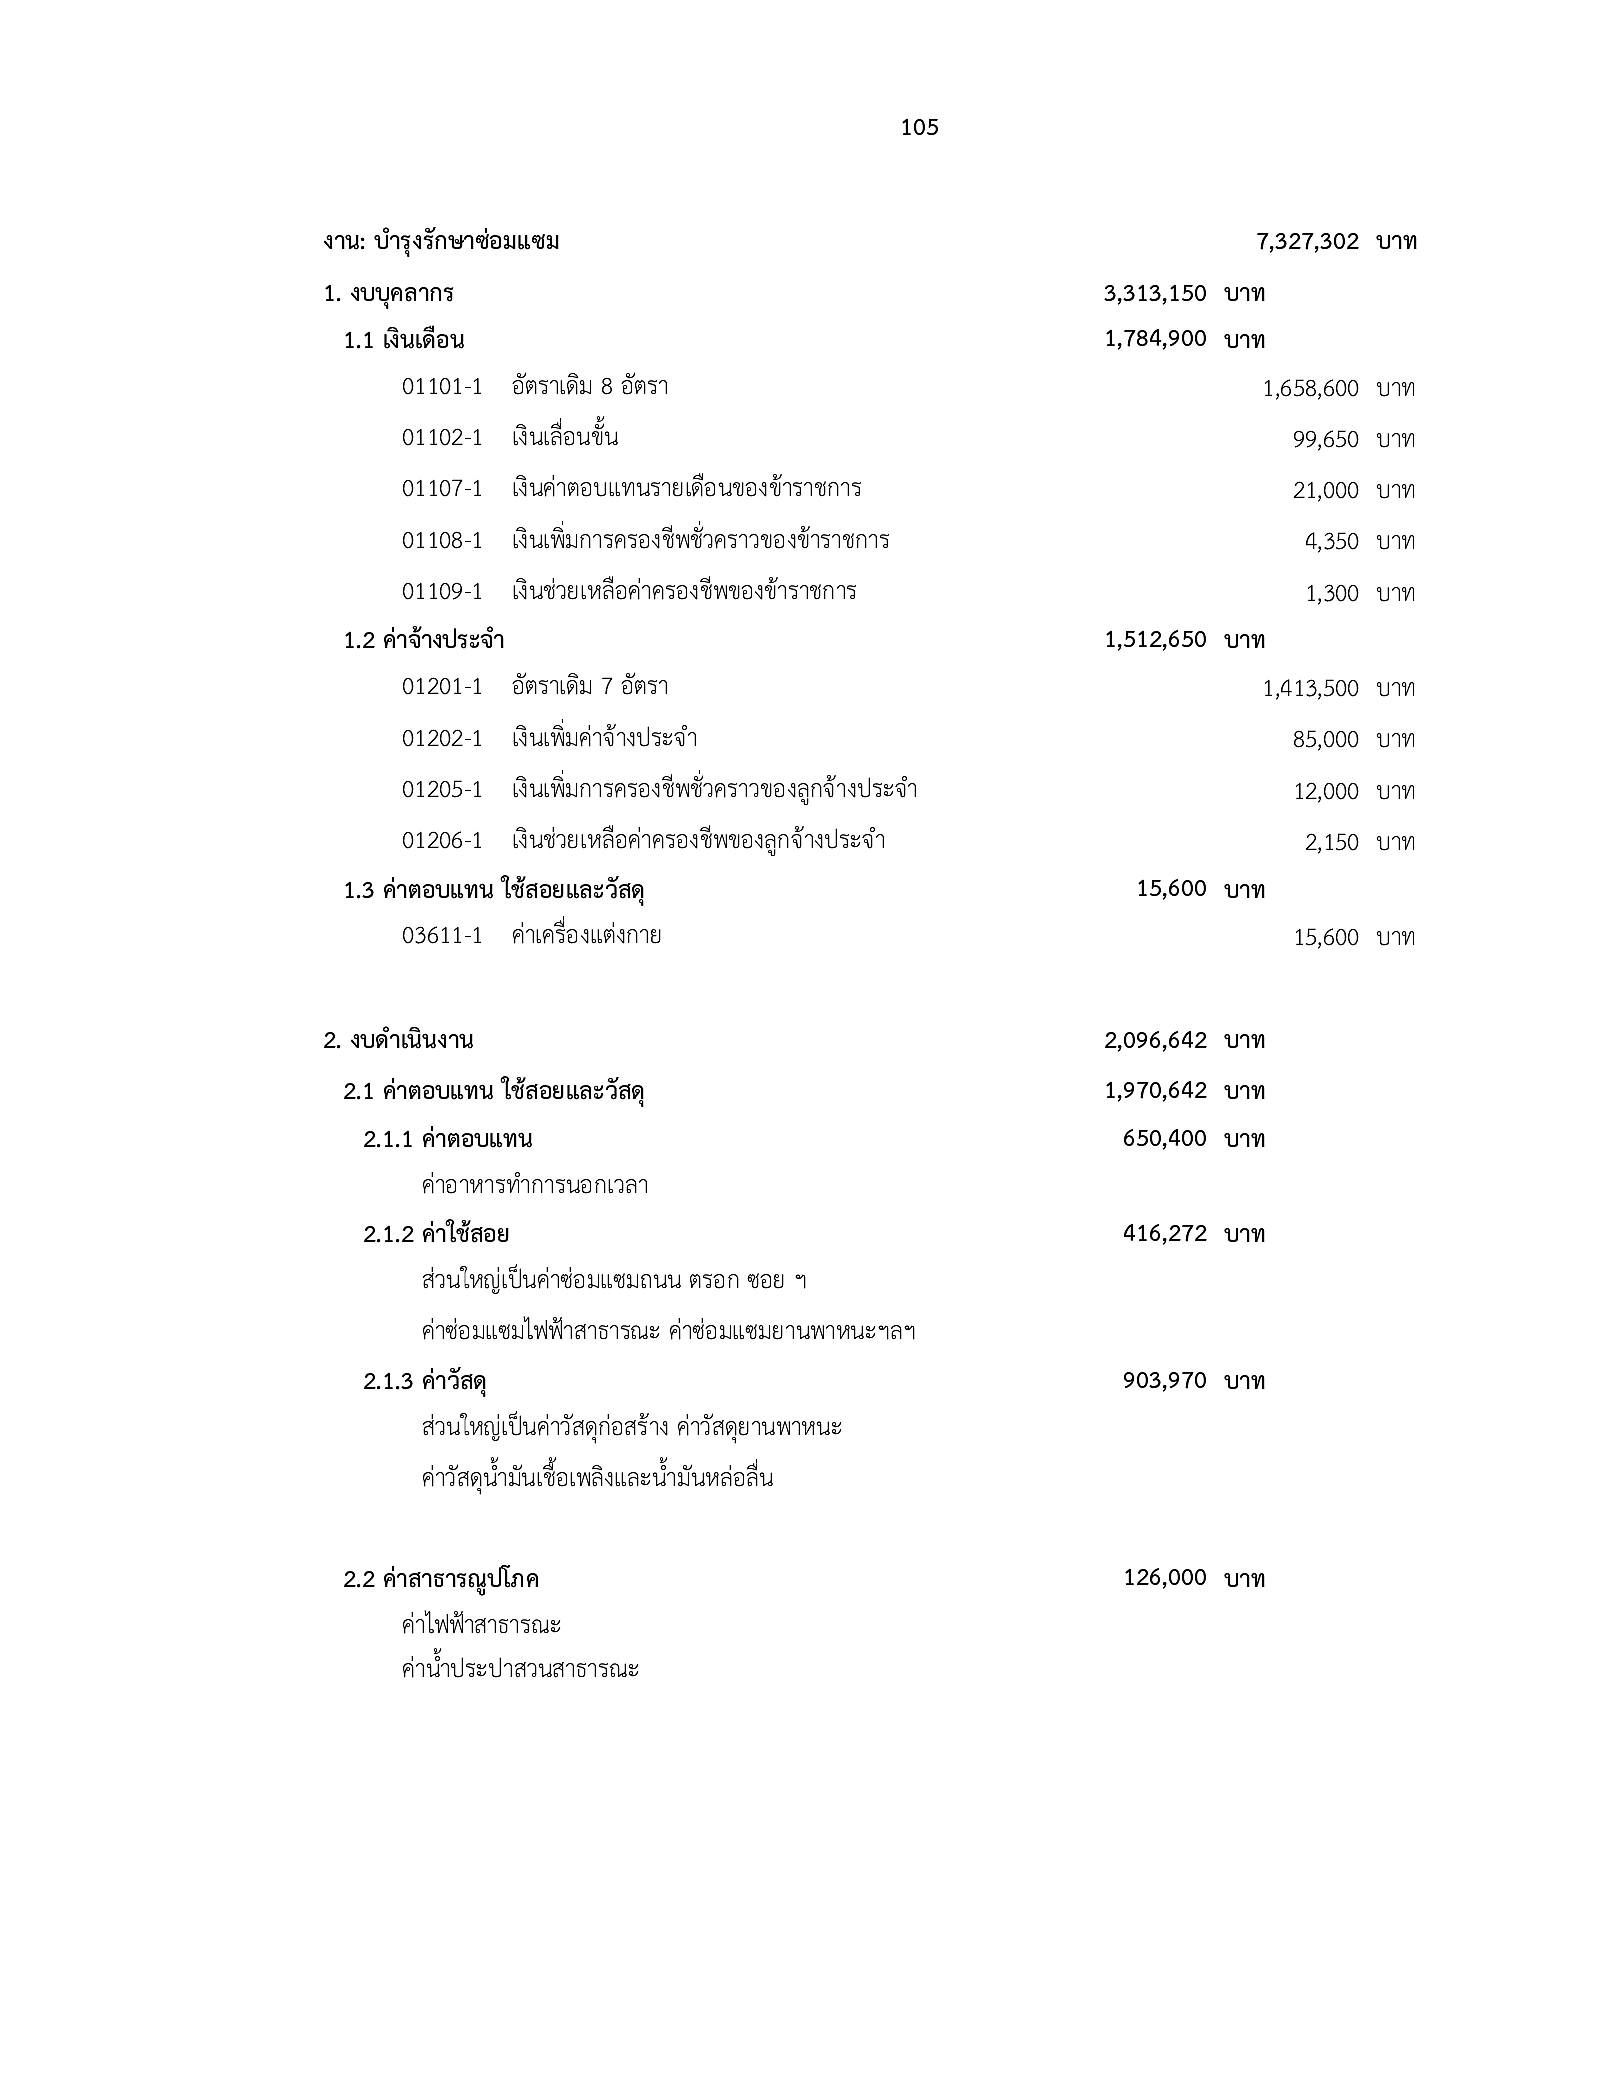 105
งาน: บำรุงรักษาซ่อมแซม 7,327,302 บาท
1. งบบุคลากร 3,313,150 บาท
1.1 เงินเดือน 1,784,900 บาท
01101-1 อัตราเดิม 8 อัตรา 1,658,600 บาท
01102-1 เงินเลื่อนขั้น 99,650 บาท
01107-1 เงินค่าตอบแทนรายเดือนของข้าราชการ 21,000 บาท
01108-1 เงินเพิ่มการครองชีพชั่วคราวของข้าราชการ 4,350 บาท
01109-1 เงินช่วยเหลือค่าครองชีพของข้าราชการ 1,300 บาท
1.2 ค่าจ้างประจำ 1,512,650 บาท
01201-1 อัตราเดิม 7 อัตรา 1,413,500 บาท
01202-1 เงินเพิ่มค่าจ้างประจำ 85,000 บาท
01205-1 เงินเพิ่มการครองชีพชั่วคราวของลูกจ้างประจำ 12,000 บาท
01206-1 เงินช่วยเหลือค่าครองชีพของลูกจ้างประจำ 2,150 บาท
1.3 ค่าตอบแทน ใช้สอยและวัสดุ 15,600 บาท
03611-1 ค่าเครื่องแต่งกาย 15,600 บาท
2. งบดำเนินงาน 2,096,642 บาท
2.1 ค่าตอบแทน ใช้สอยและวัสดุ 1,970,642 บาท
2.1.1 ค่าตอบแทน 650,400 บาท
ค่าอาหารทำการนอกเวลา
2.1.2 ค่าใช้สอย 416,272 บาท
ส่วนใหญ่เป็นค่าซ่อมแซมถนน ตรอก ซอย ฯ
ค่าซ่อมแซมไฟฟ้าสาธารณะ ค่าซ่อมแซมยานพาหนะฯลฯ
2.1.3 ค่าวัสดุ 903,970 บาท
ส่วนใหญ่เป็นค่าวัสดุก่อสร้าง ค่าวัสดุยานพาหนะ
ค่าวัสดุน้ำมันเชื้อเพลิงและน้ำมันหล่อลื่น
2.2 ค่าสาธารณูปโภค 126,000 บาท
ค่าไฟฟ้าสาธารณะ
ค่าน้ำประปาสวนสาธารณะ